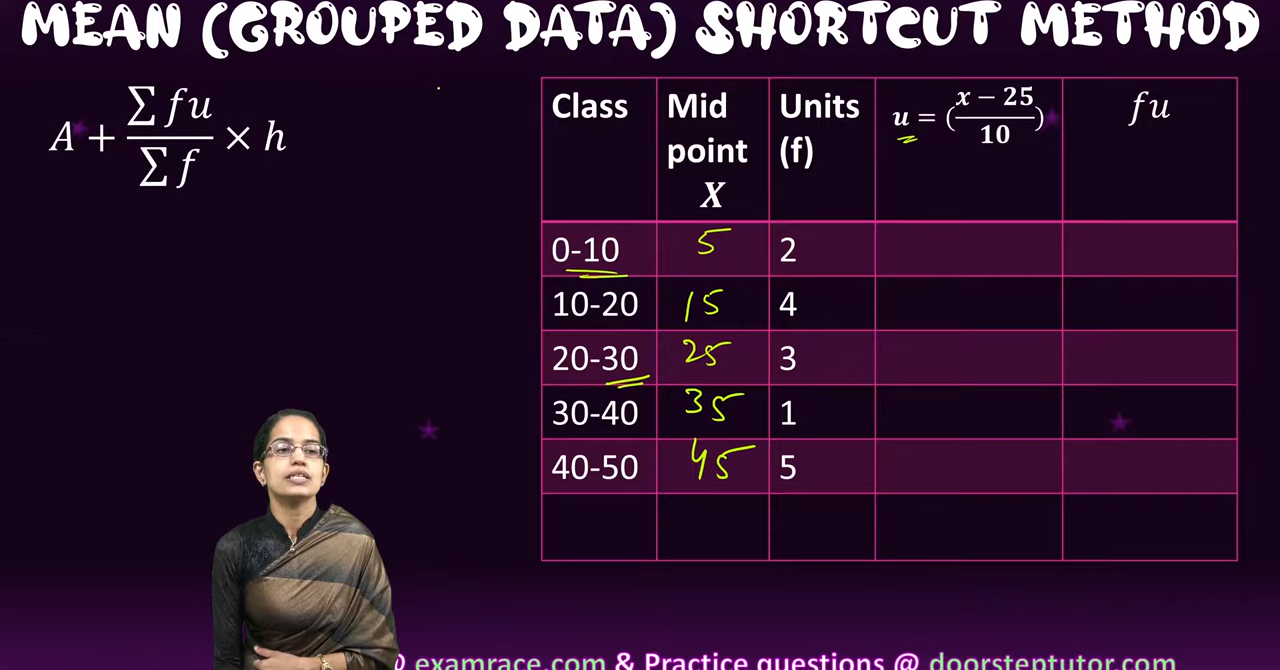 MEAN (GROUPED DATA) SHORTCUT METHOD
A + ∑ fu / ∑ f × h
Class | Mid point X | Units (f) | u = (x − 25 / 10) | fu
0-10 | 5 | 2
10-20 | 15 | 4
20-30 | 25 | 3
30-40 | 35 | 1
40-50 | 45 | 5
@ examrace.com & Practice questions @ doorsteptutor.com